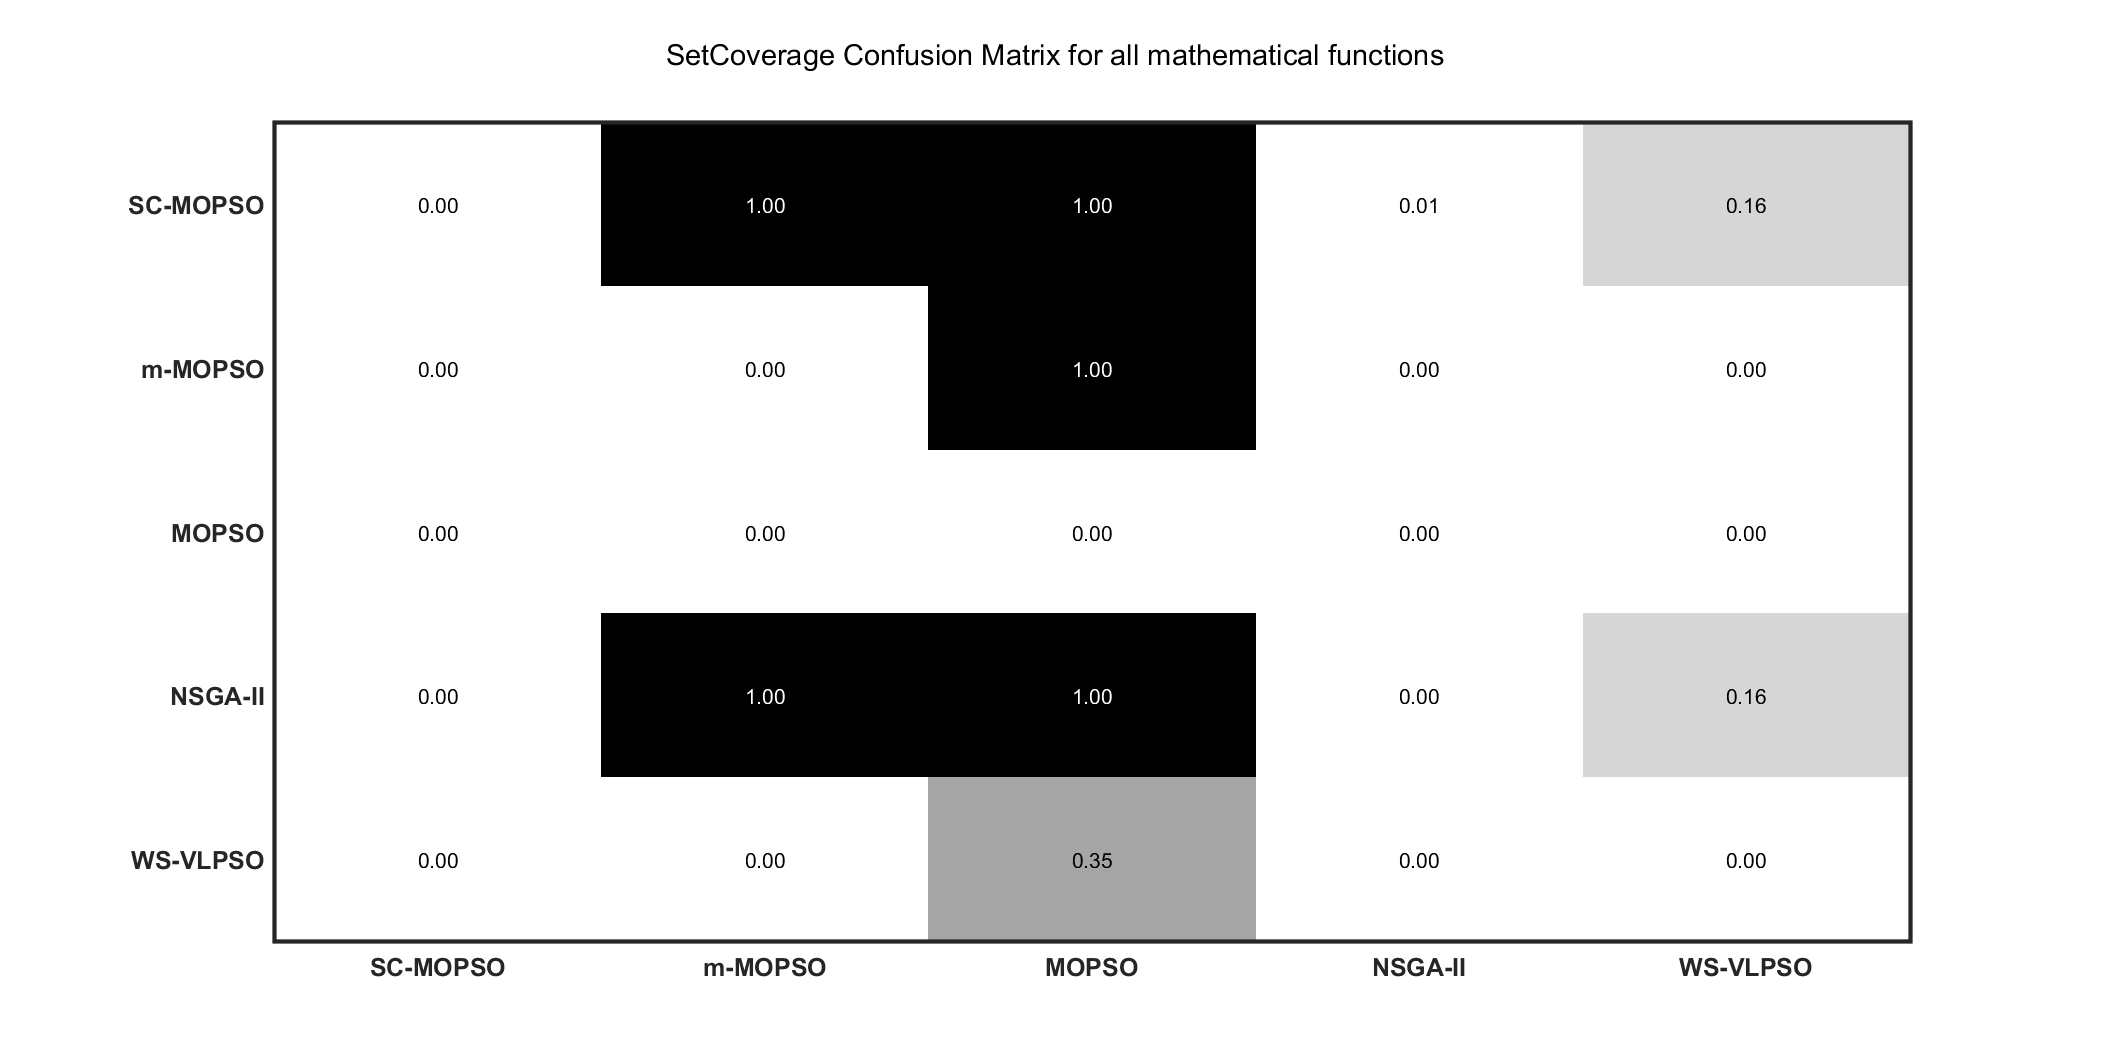 SetCoverage Confusion Matrix for all mathematical functions
SC-MOPSO 0.00 1.00 1.00 0.01 0.16
m-MOPSO 0.00 0.00 1.00 0.00 0.00
MOPSO 0.00 0.00 0.00 0.00 0.00
NSGA-II 0.00 1.00 1.00 0.00 0.16
WS-VLPSO 0.00 0.00 0.35 0.00 0.00
SC-MOPSO m-MOPSO MOPSO NSGA-II WS-VLPSO